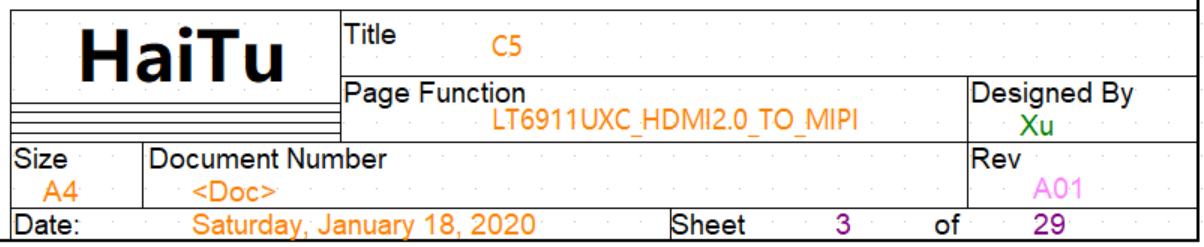 HaiTu
Title
C5
Page Function
LT6911UXC_HDMI2.0_TO_MIPI
Designed By
Xu
Size
A4
Document Number
<Doc>
Rev
A01
Date: Saturday, January 18, 2020 Sheet 3 of 29